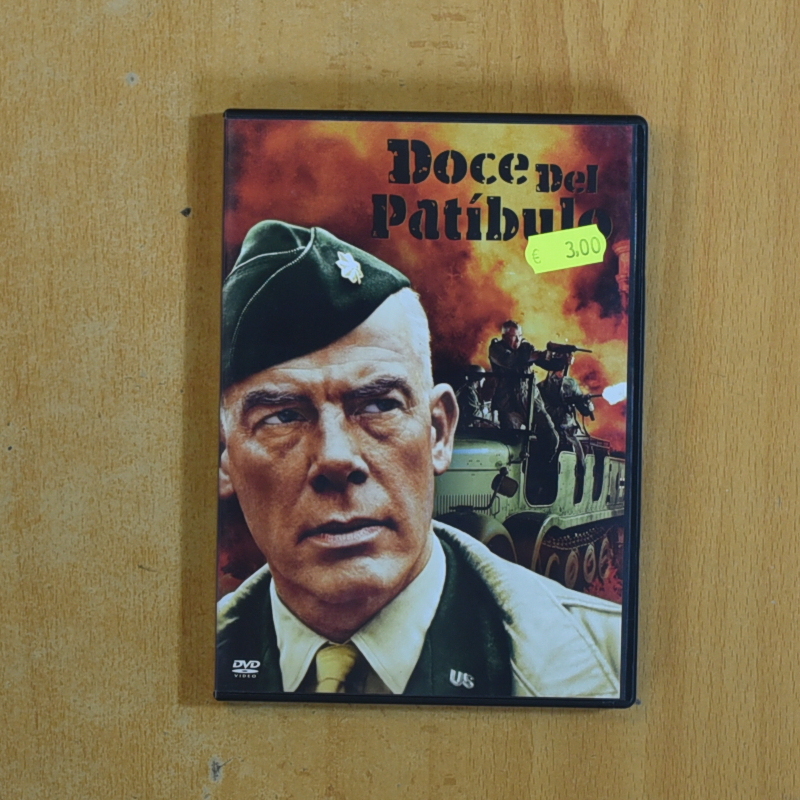 Doce Del
Patíbulo
€ 3,00
US
DVD
VIDEO